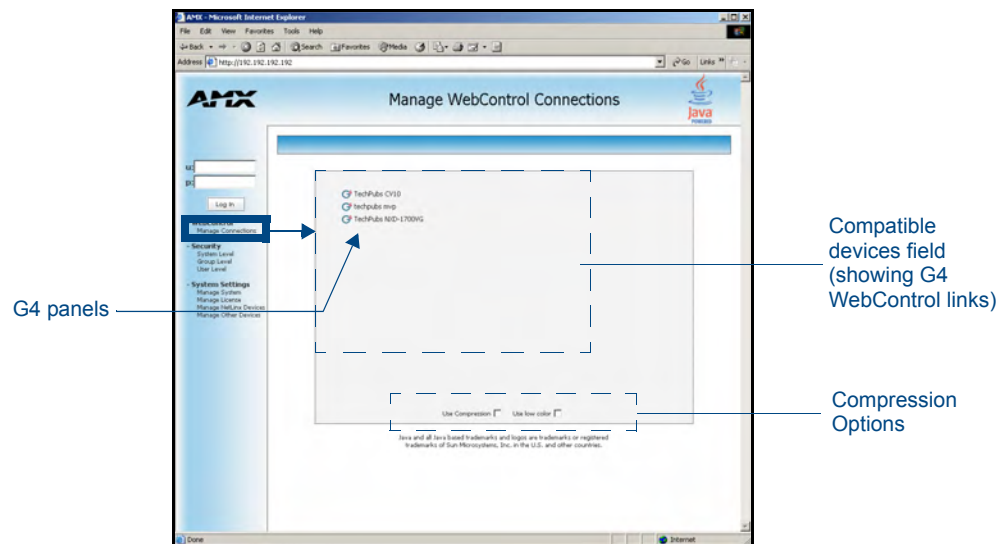 AMX - Microsoft Internet Explorer
File Edit View Favorites Tools Help
Back Search Favorites Media
Address http://192.192.192.192 Go Links »
AMX
Manage WebControl Connections
Java
POWERED
u:
p:
Log In
- WebControl
Manage Connections
- Security
System Level
Group Level
User Level
- System Settings
Manage System
Manage License
Manage NetLinx Devices
Manage Other Devices
TechPubs CV10
techpubs mvp
TechPubs NXD-1700VG
G4 panels
Compatible
devices field
(showing G4
WebControl links)
Use Compression Use low color
Compression
Options
Java and all Java based trademarks and logos are trademarks or registered
trademarks of Sun Microsystems, Inc. in the U.S. and other countries.
Done Internet